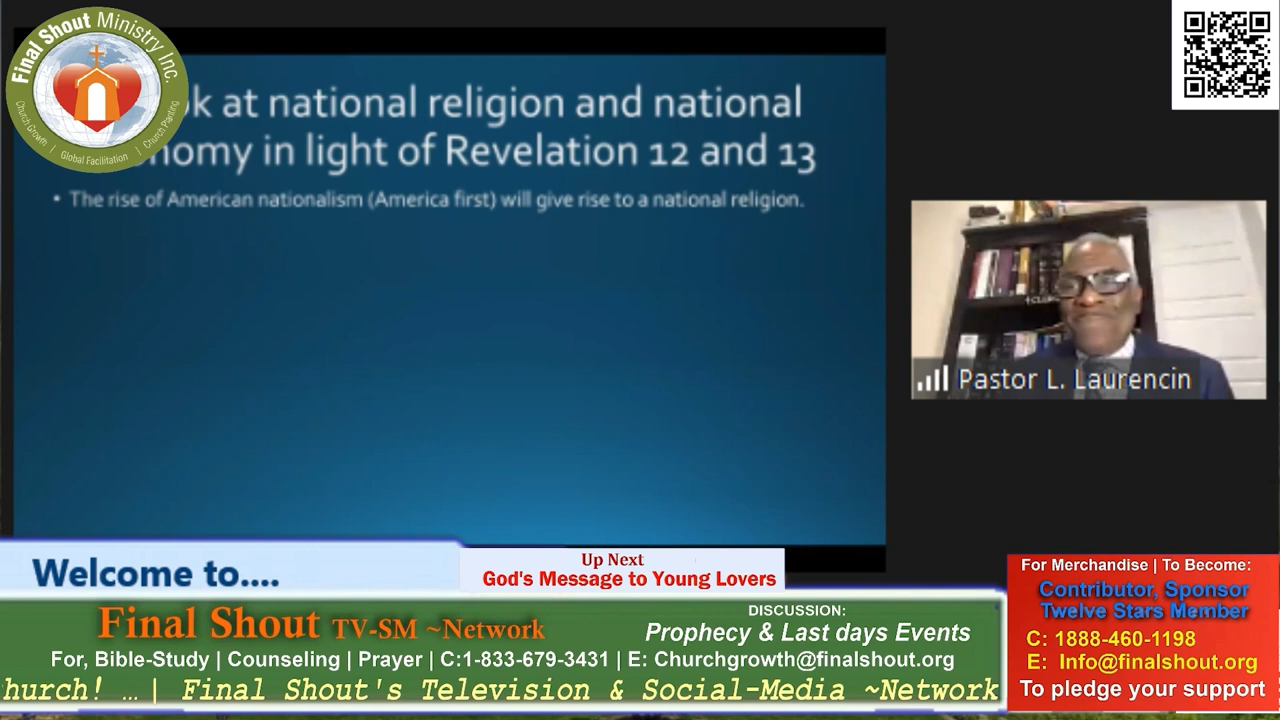 Final Shout Ministry Inc.
Church Growth | Global Facilitation | Church Planting
at national religion and national
in light of Revelation 12 and 13
• The rise of American nationalism (America first) will give rise to a national religion.
Pastor L. Laurencin
Welcome to....
Up Next
God's Message to Young Lovers
Final Shout TV-SM ~Network
DISCUSSION:
Prophecy & Last days Events
For, Bible-Study | Counseling | Prayer | C:1-833-679-3431 | E: Churchgrowth@finalshout.org
hurch! ... | Final Shout's Television & Social-Media ~Network
For Merchandise | To Become:
Contributor, Sponsor
Twelve Stars Member
C: 1888-460-1198
E: Info@finalshout.org
To pledge your support